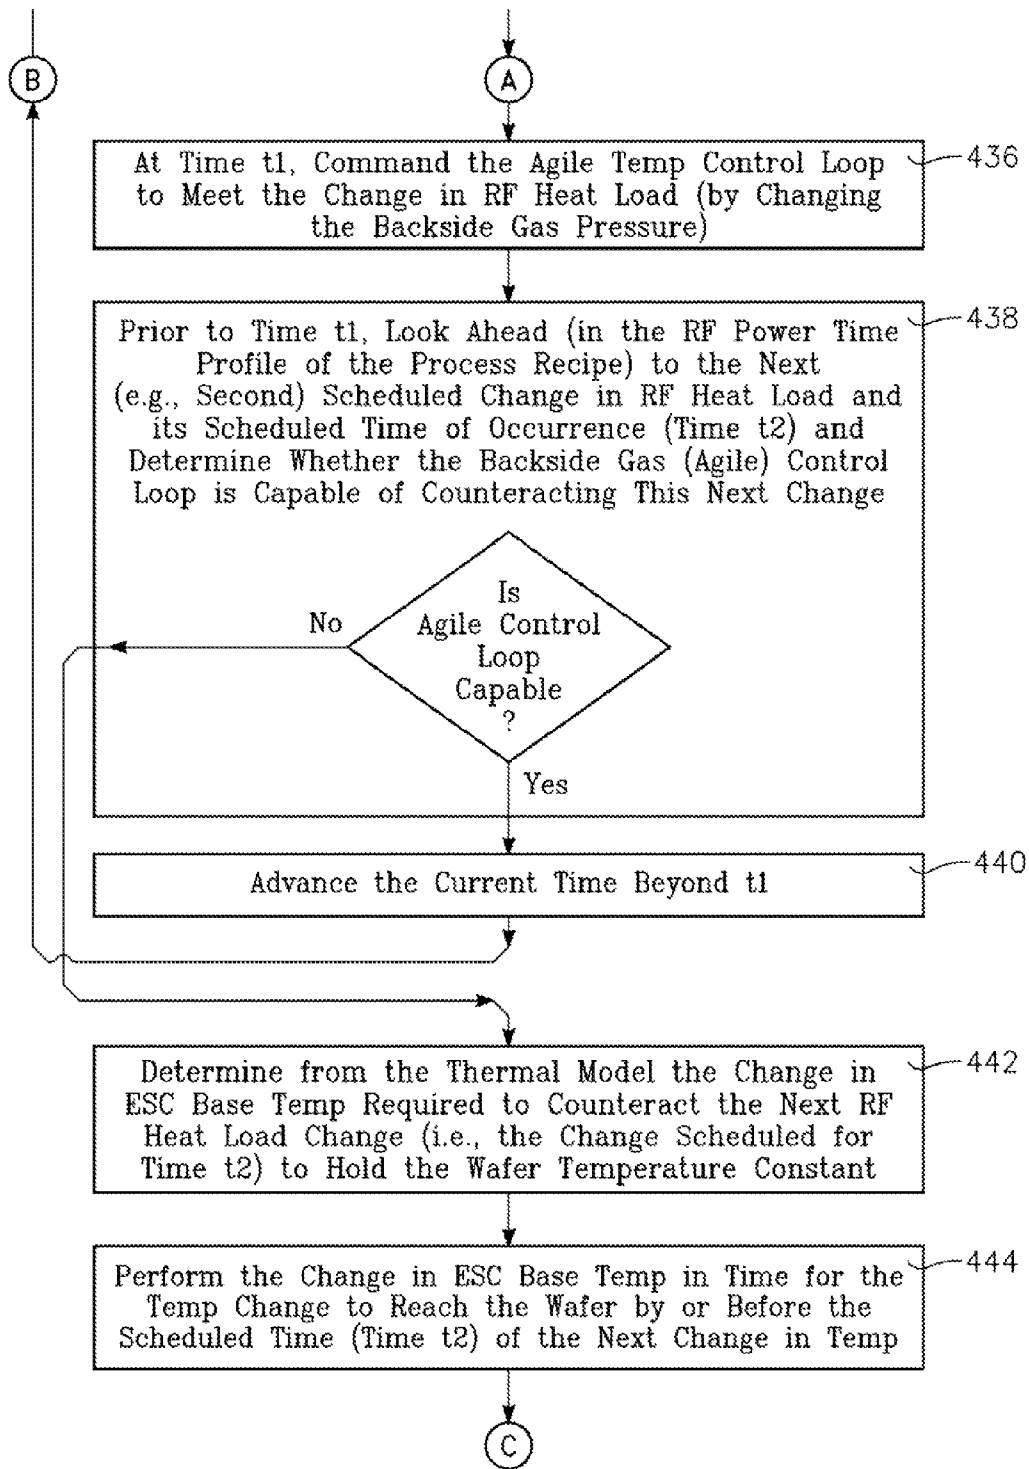 B
A
At Time t1, Command the Agile Temp Control Loop
to Meet the Change in RF Heat Load (by Changing
the Backside Gas Pressure)
436
Prior to Time t1, Look Ahead (in the RF Power Time
Profile of the Process Recipe) to the Next
(e.g., Second) Scheduled Change in RF Heat Load and
its Scheduled Time of Occurrence (Time t2) and
Determine Whether the Backside Gas (Agile) Control
Loop is Capable of Counteracting This Next Change
438
Is
Agile Control
Loop
Capable
?
No
Yes
Advance the Current Time Beyond t1
440
Determine from the Thermal Model the Change in
ESC Base Temp Required to Counteract the Next RF
Heat Load Change (i.e., the Change Scheduled for
Time t2) to Hold the Wafer Temperature Constant
442
Perform the Change in ESC Base Temp in Time for the
Temp Change to Reach the Wafer by or Before the
Scheduled Time (Time t2) of the Next Change in Temp
444
C